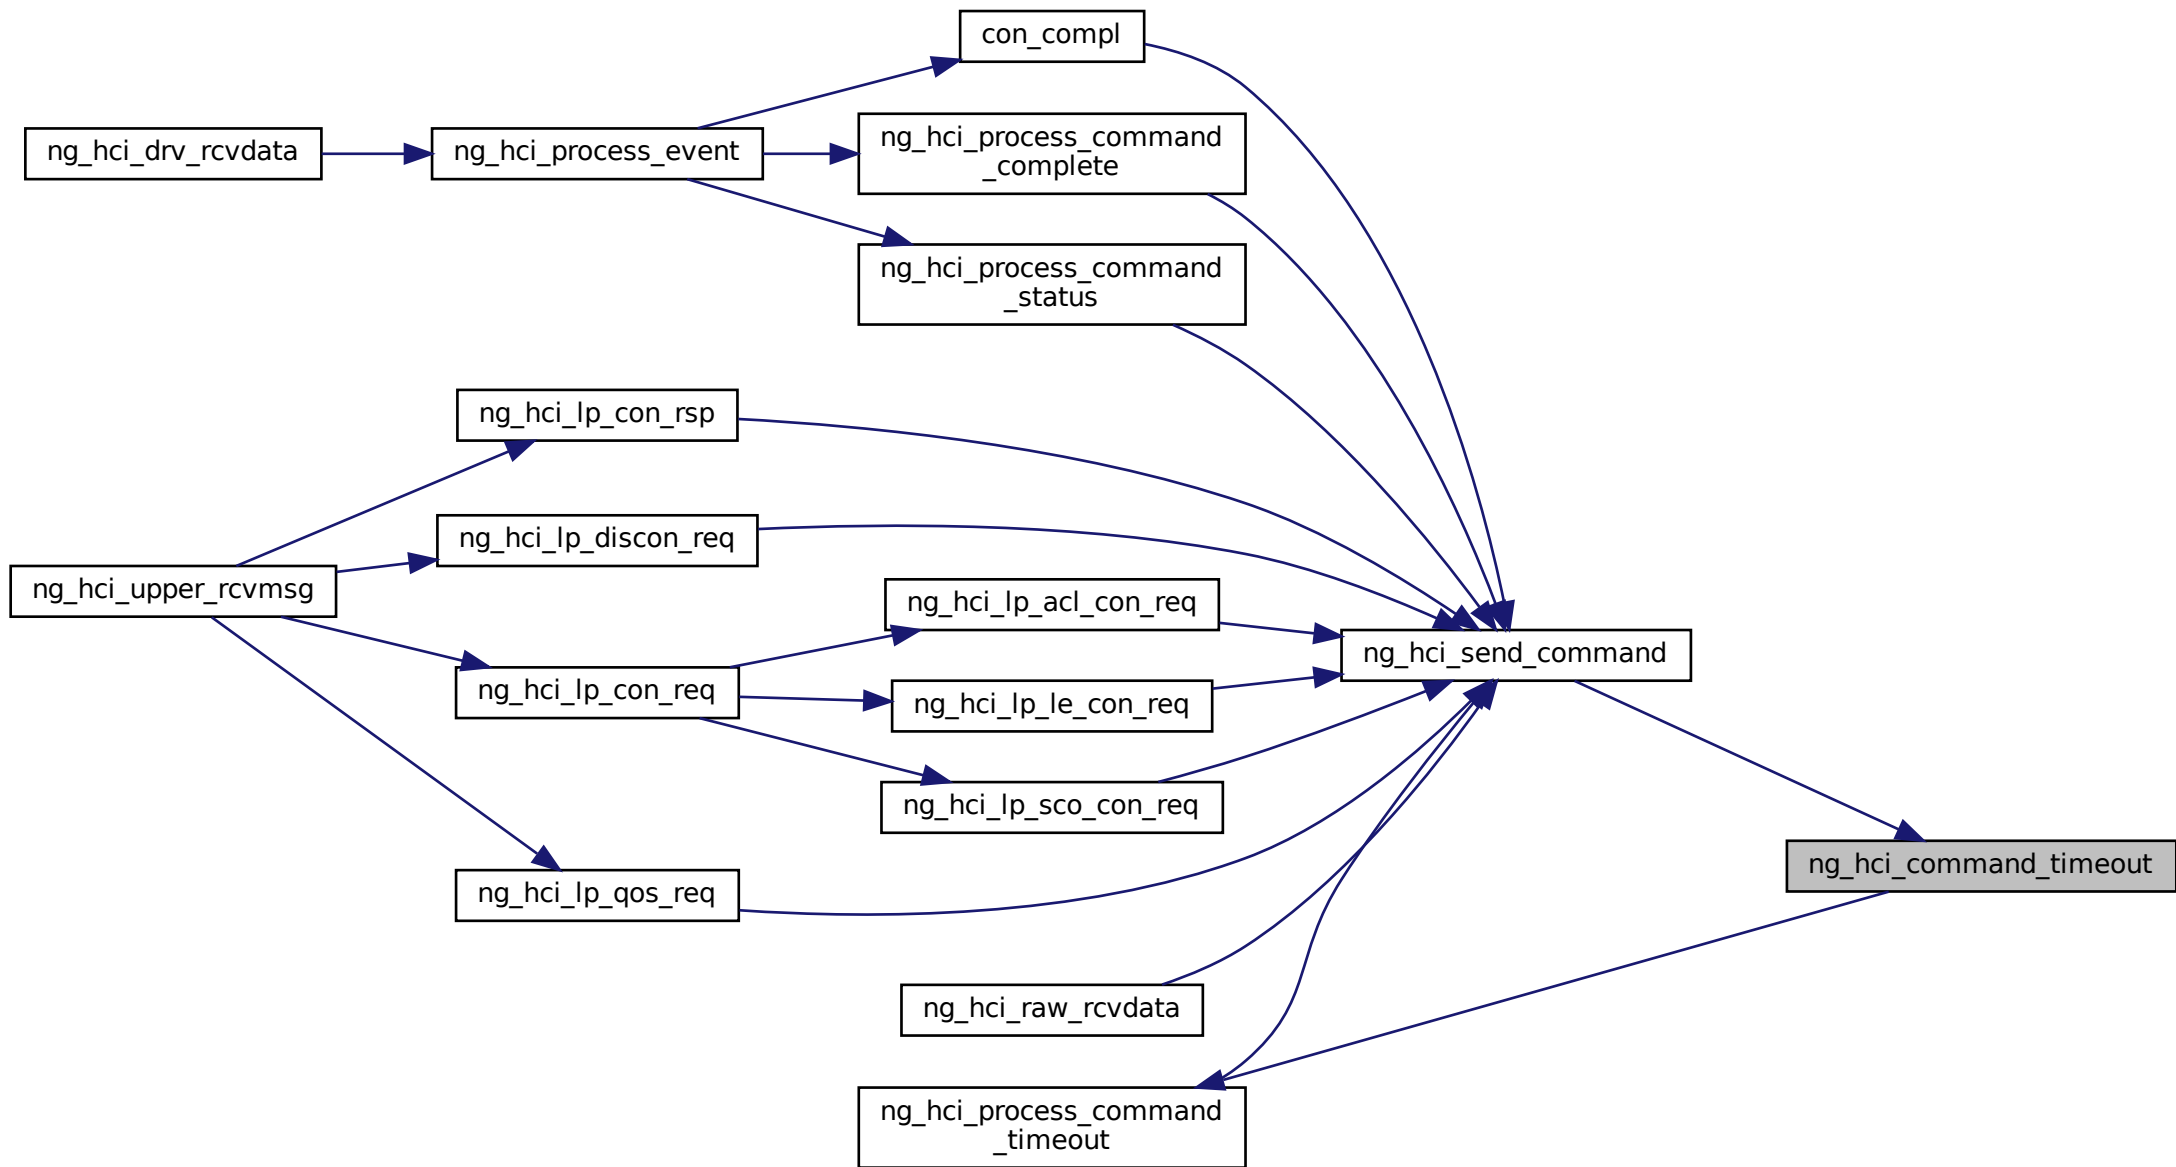 con_compl
ng_hci_process_command
_complete
ng_hci_drv_rcvdata
ng_hci_process_event
ng_hci_process_command
_status
ng_hci_lp_con_rsp
ng_hci_lp_discon_req
ng_hci_upper_rcvmsg
ng_hci_lp_acl_con_req
ng_hci_send_command
ng_hci_lp_con_req
ng_hci_lp_le_con_req
ng_hci_lp_sco_con_req
ng_hci_command_timeout
ng_hci_lp_qos_req
ng_hci_raw_rcvdata
ng_hci_process_command
_timeout